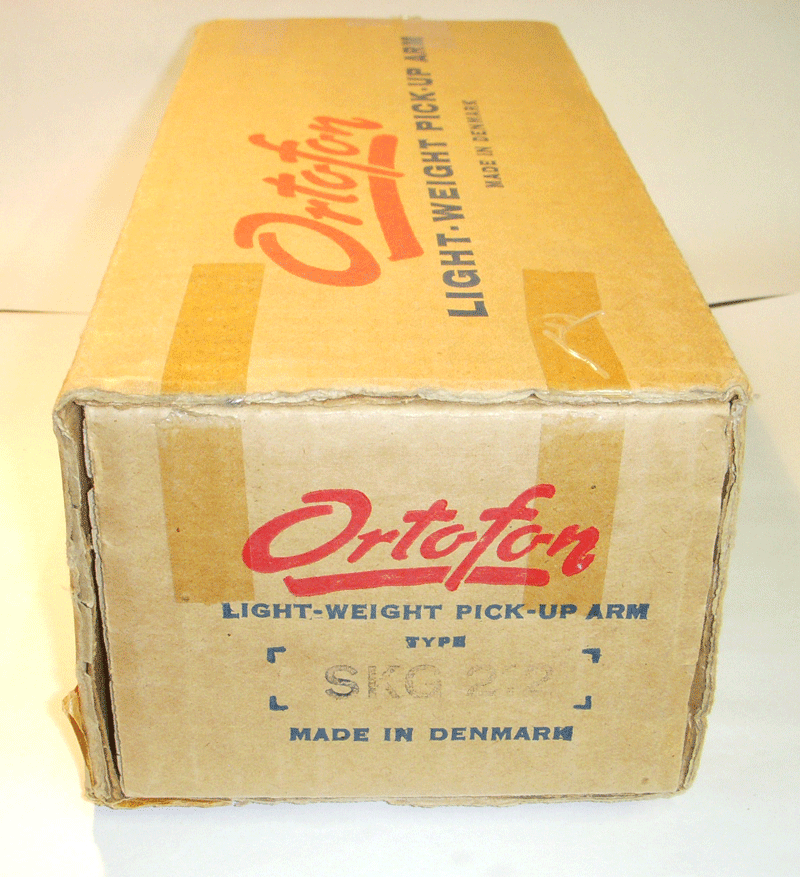 Ortofon
LIGHT-WEIGHT PICK-UP ARM
MADE IN DENMARK
Ortofon
LIGHT-WEIGHT PICK-UP ARM
TYPE
SKG 212
MADE IN DENMARK